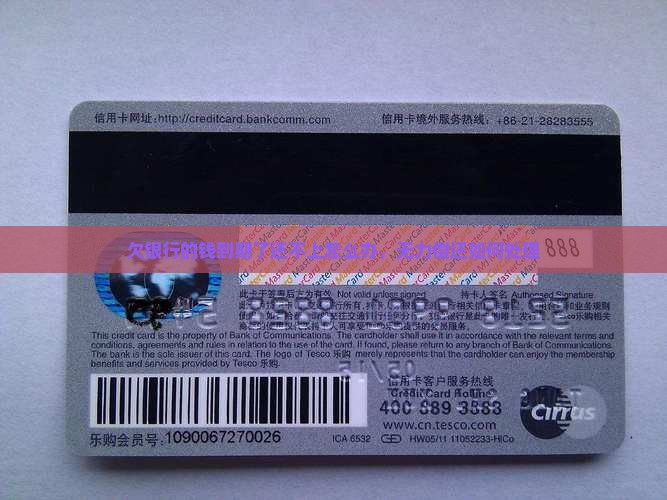 信用卡网址:http://creditcard.bankcomm.com
信用卡境外服务热线：+86-21-28283555
欠银行的钱到期了还不上怎么办，无力偿还如何处理
888
此卡于签署后方为有效 Not valid unless signed
持卡人签名 Authorised Signature
This credit card is the property of Bank of Communications. The cardholder shall use it in accordance with the relevant terms and
conditions, agreements and rules in relation to the use of the card. If found, please return to any branch of Bank of Communications.
The bank is the sole issuer of this card. The logo of Tesco 乐购 merely represents that the cardholder can enjoy the membership
benefits and services provided by Tesco 乐购.
信用卡客户服务热线
Credit Card Hotline
400 889 3883
www.cn.tesco.com
Cirrus
乐购会员号:1090067270026
ICA 6532
HW05/11 11052233-HiCo